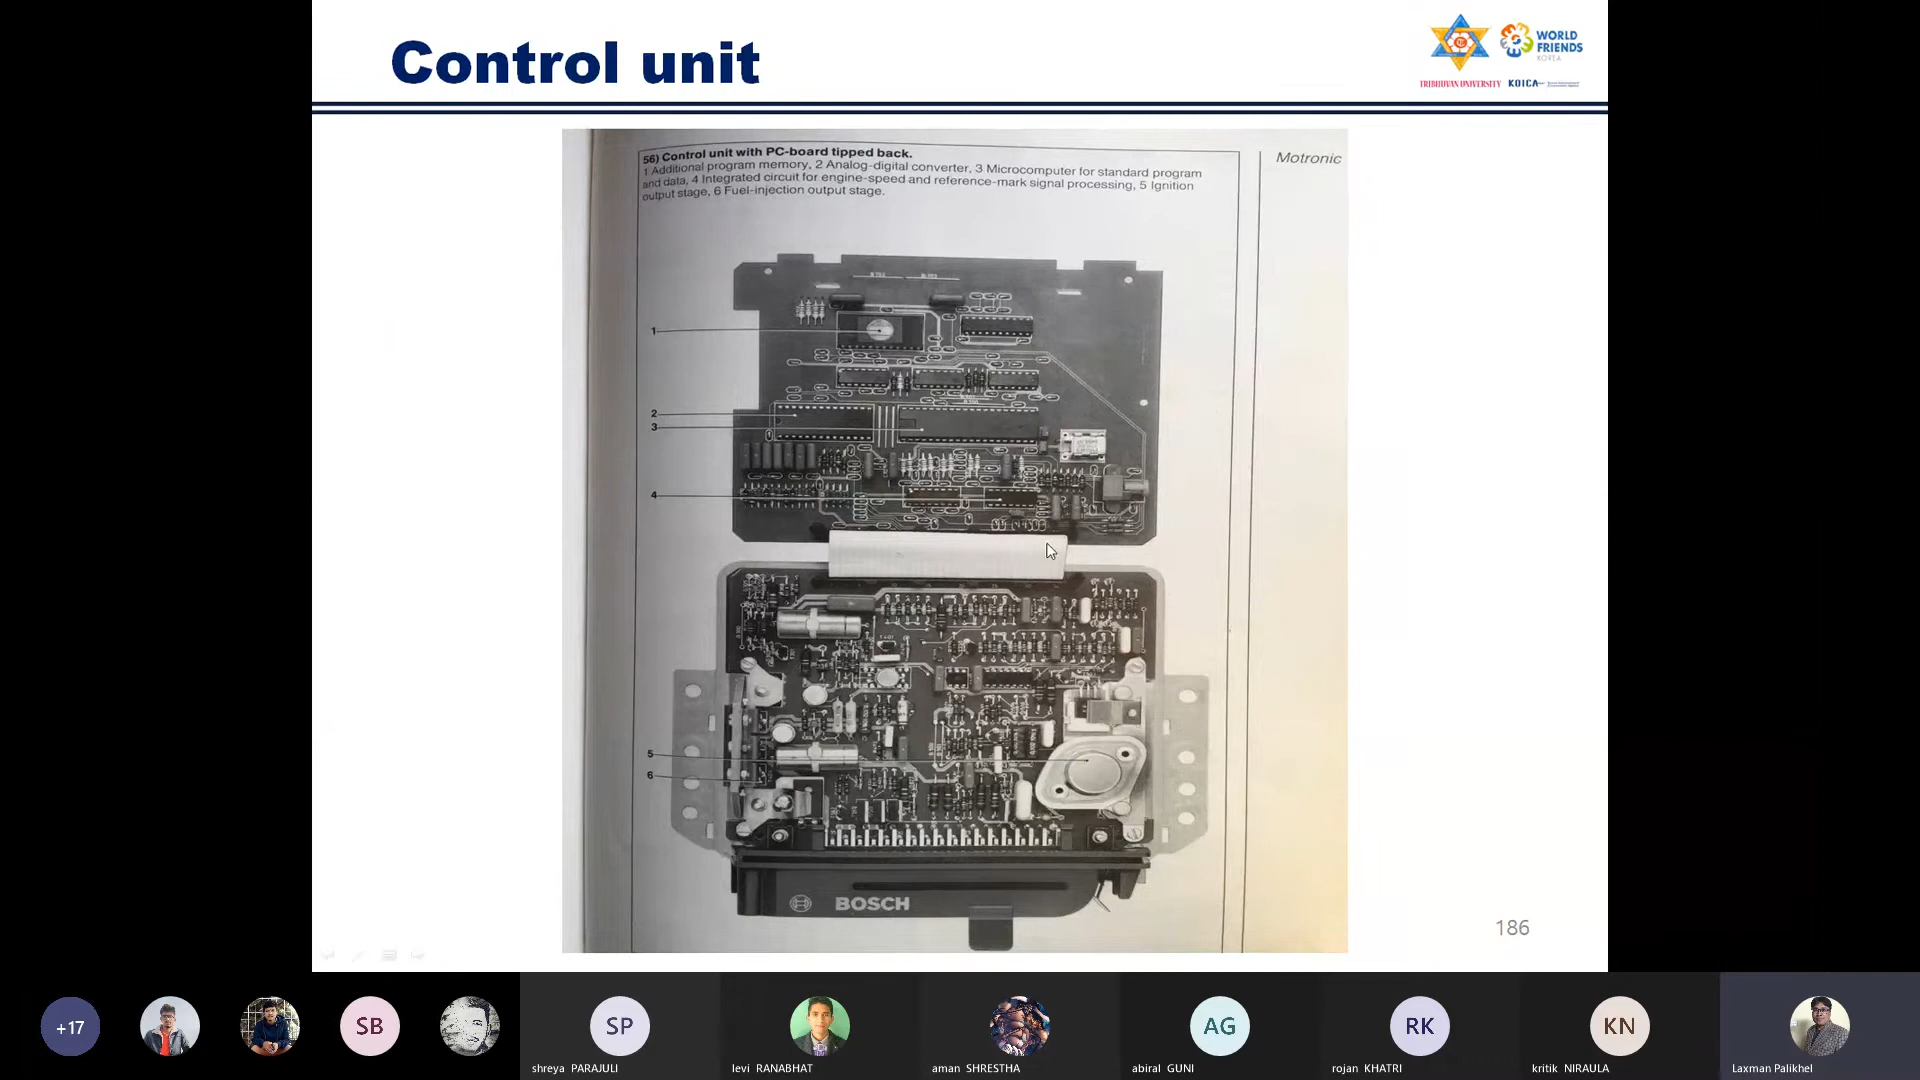 Control unit
WORLD
FRIENDS
KOREA
TRIBHUVAN UNIVERSITY KOICA
56) Control unit with PC-board tipped back.
1 Additional program memory, 2 Analog-digital converter, 3 Microcomputer for standard program
and data, 4 Integrated circuit for engine-speed and reference-mark signal processing, 5 Ignition
output stage, 6 Fuel-injection output stage.
Motronic
1
2
3
4
5
6
BOSCH
186
+17
SB
SP
AG
RK
KN
shreya PARAJULI
levi RANABHAT
aman SHRESTHA
abiral GUNI
rojan KHATRI
kritik NIRAULA
Laxman Palikhel